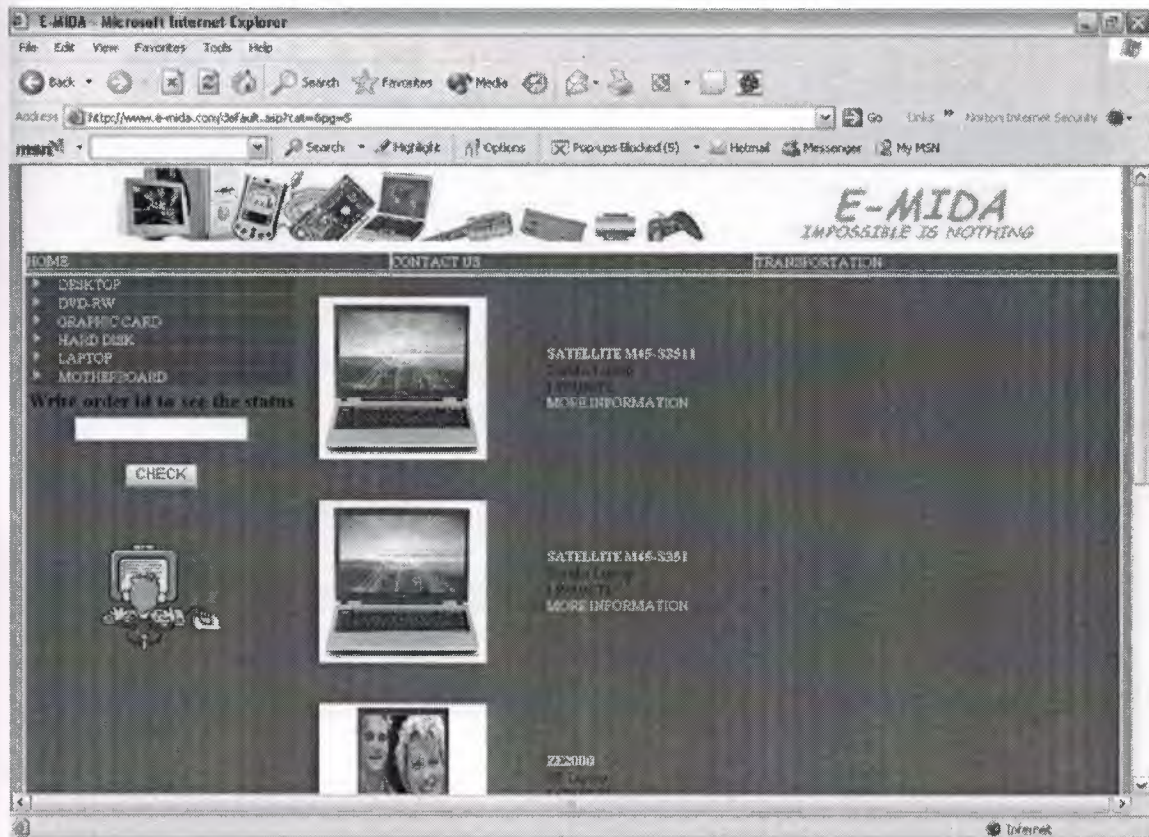 E-MIDA - Microsoft Internet Explorer
File Edit View Favorites Tools Help
Back Search Favorites Media
Address http://www.e-mida.com/default.asp?cat=6pg=5 Go Links » Norton Internet Security
msn Search Highlight Options Pop-ups Blocked (5) Hotmail Messenger My MSN
E-MIDA
IMPOSSIBLE IS NOTHING
HOME CONTACT US TRANSPORTATION
DESKTOP
DVD-RW
GRAPHIC CARD
HARD DISK
LAPTOP
MOTHERBOARD
Write order id to see the status
CHECK
SATELLITE M45-S3511
MORE INFORMATION
SATELLITE M45-S351
MORE INFORMATION
ZE2000
Internet